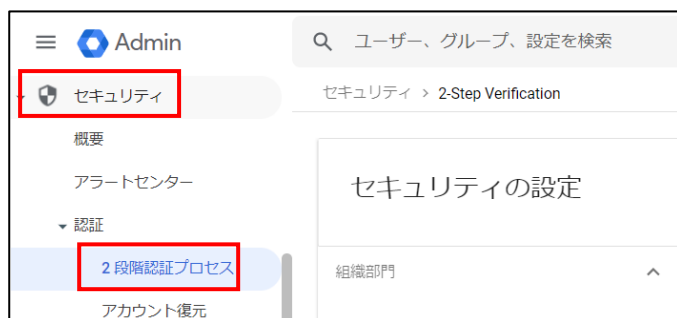 Admin
ユーザー、グループ、設定を検索
セキュリティ
セキュリティ > 2-Step Verification
概要
アラートセンター
認証
2 段階認証プロセス
アカウント復元
セキュリティの設定
組織部門